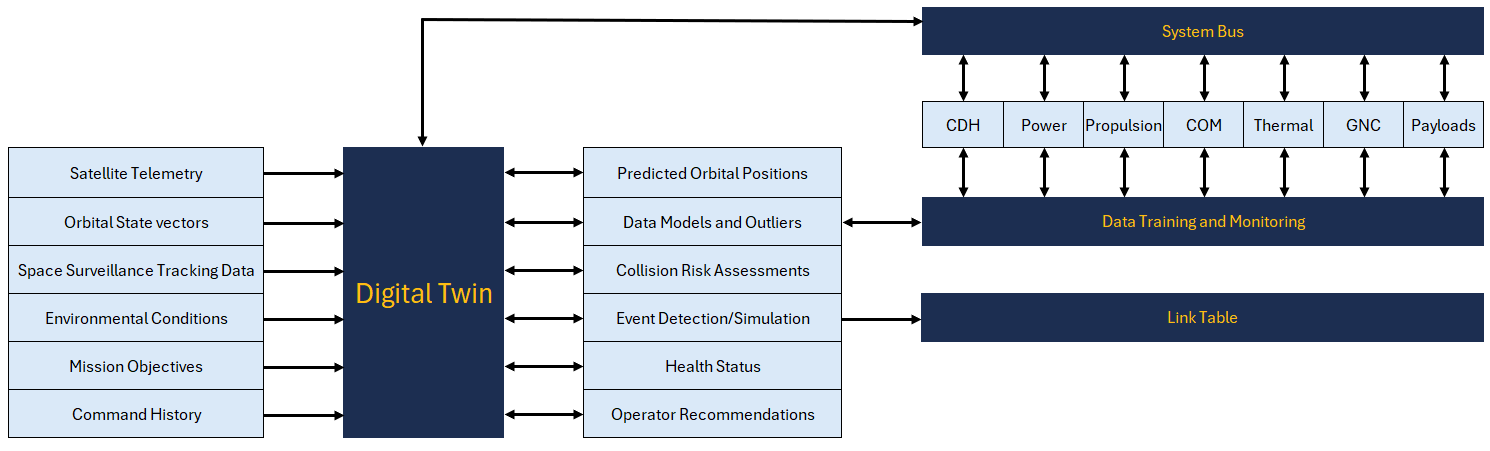 System Bus
CDH
Power
Propulsion
COM
Thermal
GNC
Payloads
Satellite Telemetry
Orbital State vectors
Space Surveillance Tracking Data
Environmental Conditions
Mission Objectives
Command History
Digital Twin
Predicted Orbital Positions
Data Models and Outliers
Collision Risk Assessments
Event Detection/Simulation
Health Status
Operator Recommendations
Data Training and Monitoring
Link Table